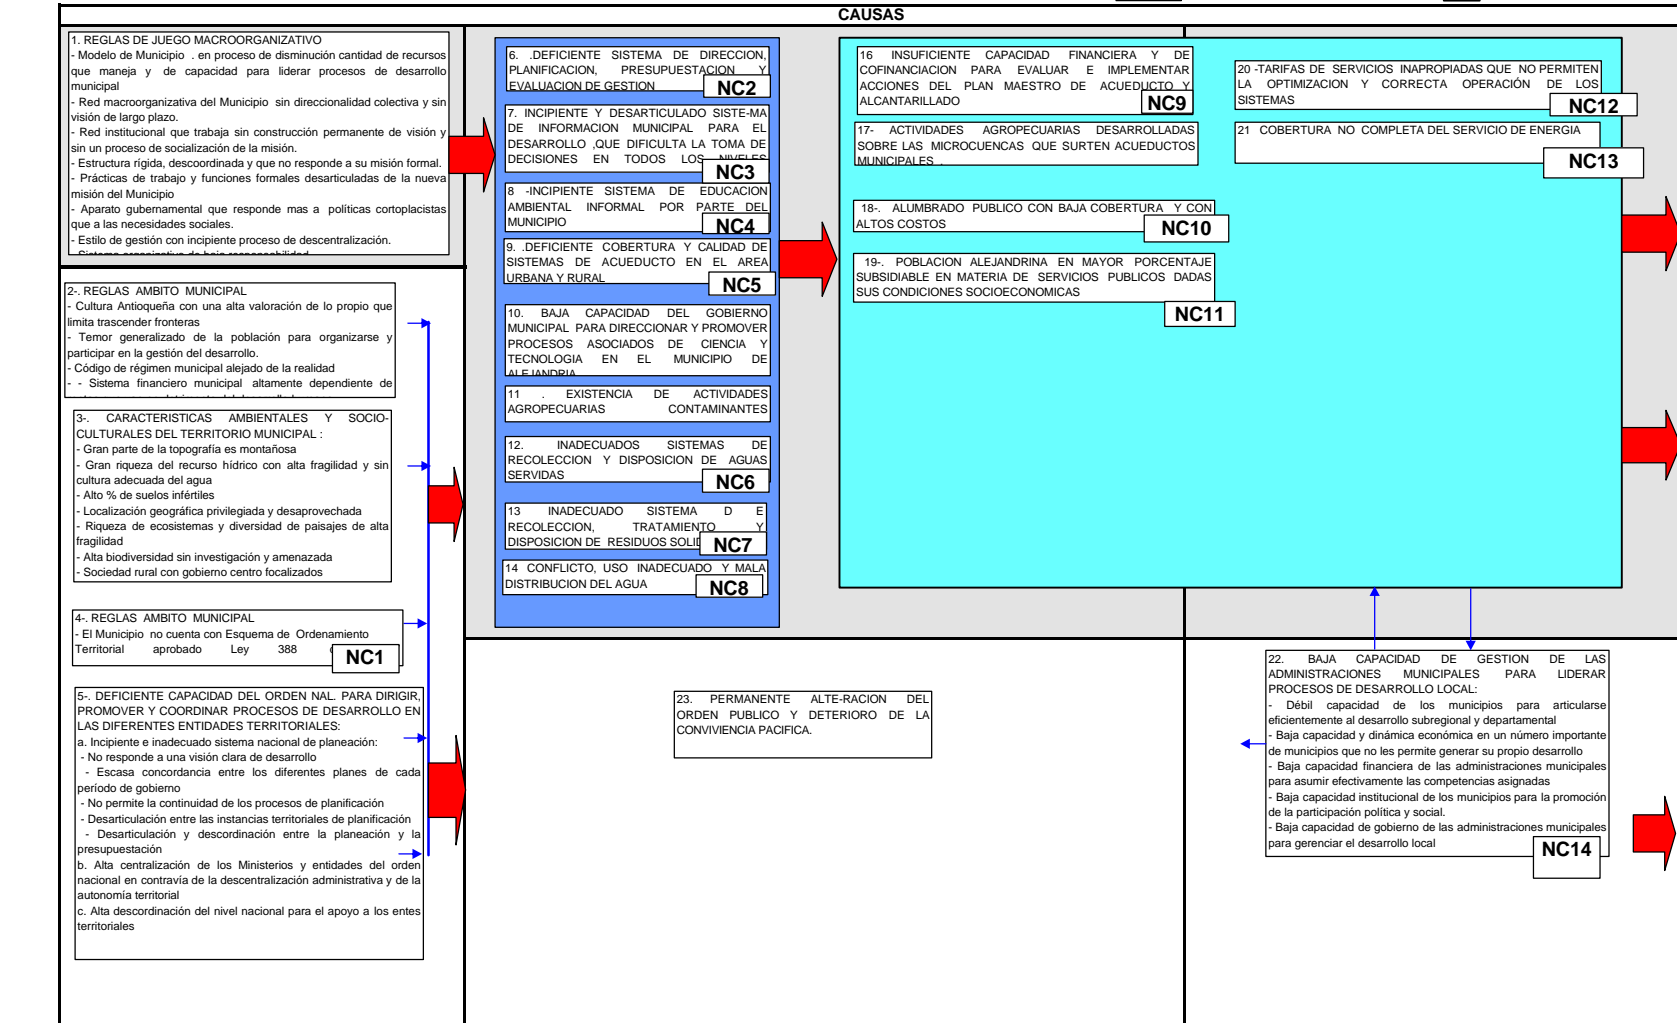 CAUSAS
1. REGLAS DE JUEGO MACROORGANIZATIVO
- Modelo de Municipio . en proceso de disminución cantidad de recursos
que maneja y de capacidad para liderar procesos de desarrollo
municipal
- Red macroorganizativa del Municipio sin direccionalidad colectiva y sin
visión de largo plazo.
- Red institucional que trabaja sin construcción permanente de visión y
sin un proceso de socialización de la misión.
- Estructura rígida, descoordinada y que no responde a su misión formal.
- Prácticas de trabajo y funciones formales desarticuladas de la nueva
misión del Municipio
- Aparato gubernamental que responde mas a políticas cortoplacistas
que a las necesidades sociales.
- Estilo de gestión con incipiente proceso de descentralización.
2-. REGLAS AMBITO MUNICIPAL
- Cultura Antioqueña con una alta valoración de lo propio que
limita trascender fronteras
- Temor generalizado de la población para organizarse y
participar en la gestión del desarrollo.
- Código de régimen municipal alejado de la realidad
- - Sistema financiero municipal altamente dependiente de
3-. CARACTERISTICAS AMBIENTALES Y SOCIO-
CULTURALES DEL TERRITORIO MUNICIPAL :
- Gran parte de la topografía es montañosa
- Gran riqueza del recurso hídrico con alta fragilidad y sin
cultura adecuada del agua
- Alto % de suelos infértiles
- Localización geográfica privilegiada y desaprovechada
- Riqueza de ecosistemas y diversidad de paisajes de alta
fragilidad
- Alta biodiversidad sin investigación y amenazada
- Sociedad rural con gobierno centro focalizados
4-. REGLAS AMBITO MUNICIPAL
- El Municipio no cuenta con Esquema de Ordenamiento
Territorial aprobado Ley 388
NC1
5-. DEFICIENTE CAPACIDAD DEL ORDEN NAL. PARA DIRIGIR,
PROMOVER Y COORDINAR PROCESOS DE DESARROLLO EN
LAS DIFERENTES ENTIDADES TERRITORIALES:
a. Incipiente e inadecuado sistema nacional de planeación:
- No responde a una visión clara de desarrollo
- Escasa concordancia entre los diferentes planes de cada
período de gobierno
- No permite la continuidad de los procesos de planificación
- Desarticulación entre las instancias territoriales de planificación
- Desarticulación y descordinación entre la planeación y la
presupuestación
b. Alta centralización de los Ministerios y entidades del orden
nacional en contravía de la descentralización administrativa y de la
autonomía territorial
c. Alta descordinación del nivel nacional para el apoyo a los entes
territoriales
6. .DEFICIENTE SISTEMA DE DIRECCION,
PLANIFICACION, PRESUPUESTACION Y
EVALUACION DE GESTION
NC2
7. INCIPIENTE Y DESARTICULADO SISTE-MA
DE INFORMACION MUNICIPAL PARA EL
DESARROLLO ,QUE DIFICULTA LA TOMA DE
DECISIONES EN TODOS LOS NIVELES
NC3
8 -INCIPIENTE SISTEMA DE EDUCACION
AMBIENTAL INFORMAL POR PARTE DEL
MUNICIPIO
NC4
9. .DEFICIENTE COBERTURA Y CALIDAD DE
SISTEMAS DE ACUEDUCTO EN EL AREA
URBANA Y RURAL
NC5
10. BAJA CAPACIDAD DEL GOBIERNO
MUNICIPAL PARA DIRECCIONAR Y PROMOVER
PROCESOS ASOCIADOS DE CIENCIA Y
TECNOLOGIA EN EL MUNICIPIO DE
ALEJANDRIA
11 . EXISTENCIA DE ACTIVIDADES
AGROPECUARIAS CONTAMINANTES
12. INADECUADOS SISTEMAS DE
RECOLECCION Y DISPOSICION DE AGUAS
SERVIDAS
NC6
13 INADECUADO SISTEMA D E
RECOLECCION, TRATAMIENTO Y
DISPOSICION DE RESIDUOS SOLID
NC7
14 CONFLICTO, USO INADECUADO Y MALA
DISTRIBUCION DEL AGUA
NC8
16 INSUFICIENTE CAPACIDAD FINANCIERA Y DE
COFINANCIACION PARA EVALUAR E IMPLEMENTAR
ACCIONES DEL PLAN MAESTRO DE ACUEDUCTO Y
ALCANTARILLADO
NC9
17- ACTIVIDADES AGROPECUARIAS DESARROLLADAS
SOBRE LAS MICROCUENCAS QUE SURTEN ACUEDUCTOS
MUNICIPALES .
18-. ALUMBRADO PUBLICO CON BAJA COBERTURA Y CON
ALTOS COSTOS
NC10
19-. POBLACION ALEJANDRINA EN MAYOR PORCENTAJE
SUBSIDIABLE EN MATERIA DE SERVICIOS PUBLICOS DADAS
SUS CONDICIONES SOCIOECONOMICAS
NC11
20 -TARIFAS DE SERVICIOS INAPROPIADAS QUE NO PERMITEN
LA OPTIMIZACION Y CORRECTA OPERACIÓN DE LOS
SISTEMAS
NC12
21 COBERTURA NO COMPLETA DEL SERVICIO DE ENERGIA
NC13
22. BAJA CAPACIDAD DE GESTION DE LAS
ADMINISTRACIONES MUNICIPALES PARA LIDERAR
PROCESOS DE DESARROLLO LOCAL:
- Débil capacidad de los municipios para articularse
eficientemente al desarrollo subregional y departamental
- Baja capacidad y dinámica económica en un número importante
de municipios que no les permite generar su propio desarrollo
- Baja capacidad financiera de las administraciones municipales
para asumir efectivamente las competencias asignadas
- Baja capacidad institucional de los municipios para la promoción
de la participación política y social.
- Baja capacidad de gobierno de las administraciones municipales
para gerenciar el desarrollo local
NC14
23. PERMANENTE ALTE-RACION DEL
ORDEN PUBLICO Y DETERIORO DE LA
CONVIVIENCIA PACIFICA.